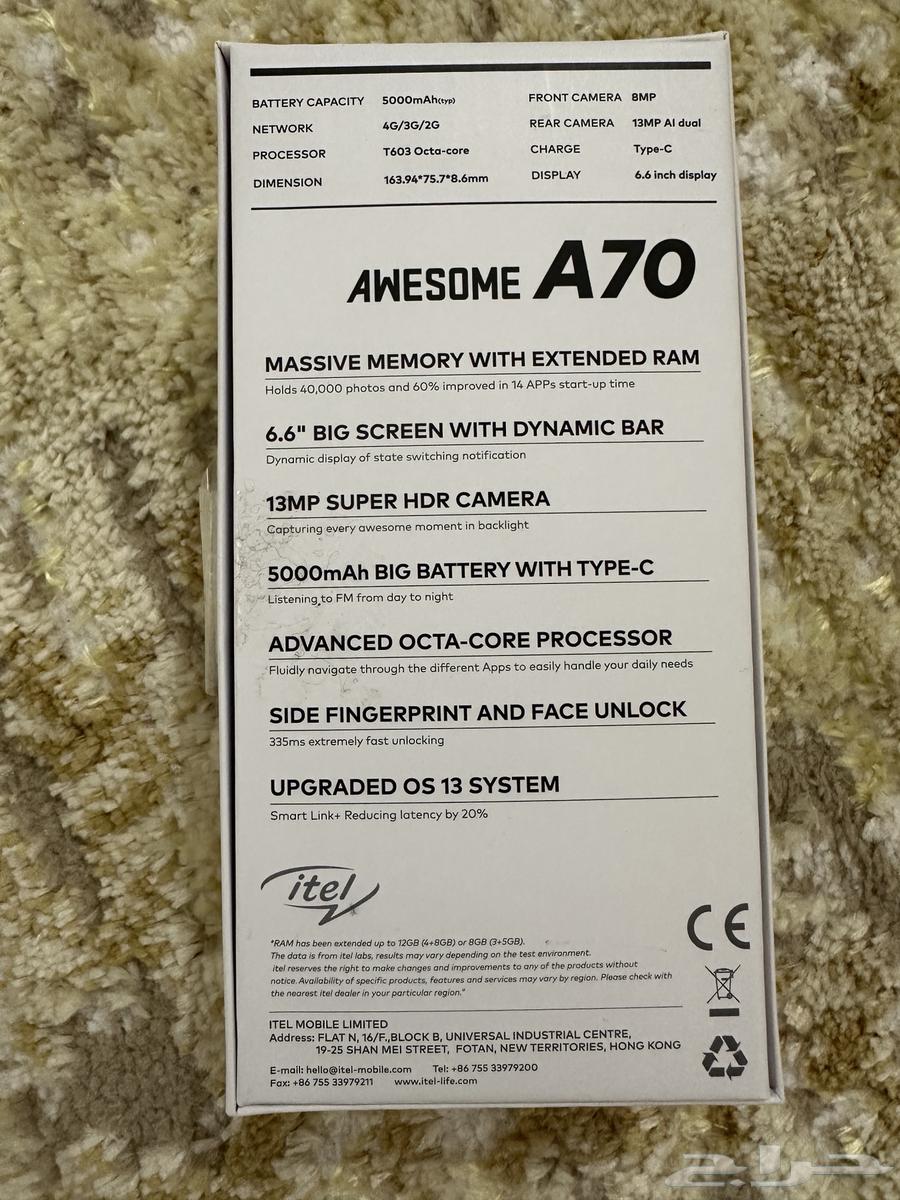 BATTERY CAPACITY 5000mAh(typ) FRONT CAMERA 8MP
NETWORK 4G/3G/2G REAR CAMERA 13MP AI dual
PROCESSOR T603 Octa-core CHARGE Type-C
DIMENSION 163.94*75.7*8.6mm DISPLAY 6.6 inch display
AWESOME A70
MASSIVE MEMORY WITH EXTENDED RAM
Holds 40,000 photos and 60% improved in 14 APPs start-up time
6.6" BIG SCREEN WITH DYNAMIC BAR
Dynamic display of state switching notification
13MP SUPER HDR CAMERA
Capturing every awesome moment in backlight
5000mAh BIG BATTERY WITH TYPE-C
Listening to FM from day to night
ADVANCED OCTA-CORE PROCESSOR
Fluidly navigate through the different Apps to easily handle your daily needs
SIDE FINGERPRINT AND FACE UNLOCK
335ms extremely fast unlocking
UPGRADED OS 13 SYSTEM
Smart Link+ Reducing latency by 20%
itel
CE
*RAM has been extended up to 12GB (4+8GB) or 8GB (3+5GB).
The data is from itel labs, results may vary depending on the test environment.
itel reserves the right to make changes and improvements to any of the products without
notice. Availability of specific products, features and services may vary by region. Please check with
the nearest itel dealer in your particular region."
ITEL MOBILE LIMITED
Address: FLAT N, 16/F.,BLOCK B, UNIVERSAL INDUSTRIAL CENTRE,
19-25 SHAN MEI STREET, FOTAN, NEW TERRITORIES, HONG KONG
E-mail: hello@itel-mobile.com Tel: +86 755 33979200
Fax: +86 755 33979211 www.itel-life.com
حراج